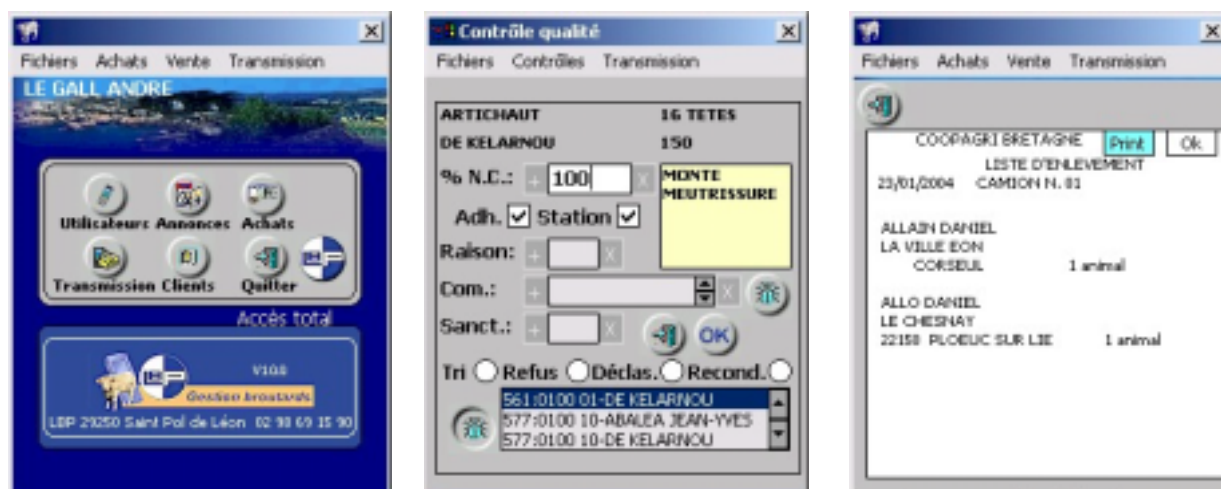 Fichiers Achats Vente Transmission
LE GALL ANDRE
Utilisateurs Annonces Achats
Transmission Clients Quitter
Accès total
V10.8
Gestion broutards
LBP 29250 Saint Pol de Léon 02 98 69 15 90
Contrôle qualité
Fichiers Contrôles Transmission
ARTICHAUT 16 TETES
DE KELARNOU 150
% N.C.: + 100 X
MONTE
MEUTRISSURE
Adh. Station
Raison: + X
Com.: + X
Sanct.: + X OK
Tri Refus Déclas. Recond.
561:0100 01-DE KELARNOU
577:0100 10-ABALEA JEAN-YVES
577:0100 10-DE KELARNOU
Fichiers Achats Vente Transmission
COOPAGRI BRETAGNE Print Ok
LISTE D'ENLEVEMENT
23/01/2004 CAMION N. 01
ALLAIN DANIEL
LA VILLE EON
CORSEUL 1 animal
ALLO DANIEL
LE CHESNAY
22150 PLOEUC SUR LIE 1 animal